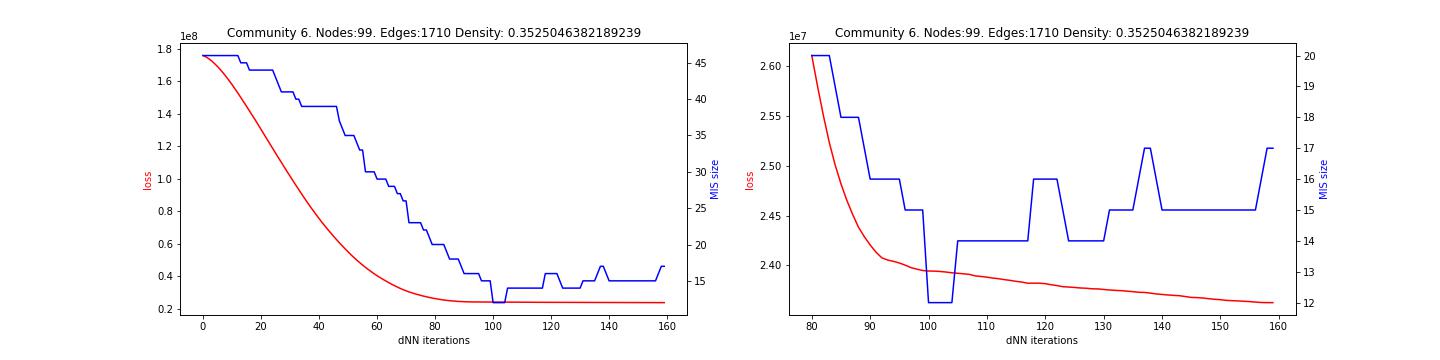 Community 6. Nodes:99. Edges:1710 Density: 0.3525046382189239
1e8
1.8
1.6
1.4
1.2
1.0
0.8
0.6
0.4
0.2
loss
0 20 40 60 80 100 120 140 160
dNN iterations
45
40
35
30
25
20
15
MIS size
Community 6. Nodes:99. Edges:1710 Density: 0.3525046382189239
1e7
2.60
2.55
2.50
2.45
2.40
loss
80 90 100 110 120 130 140 150 160
dNN iterations
20
19
18
17
16
15
14
13
12
MIS size